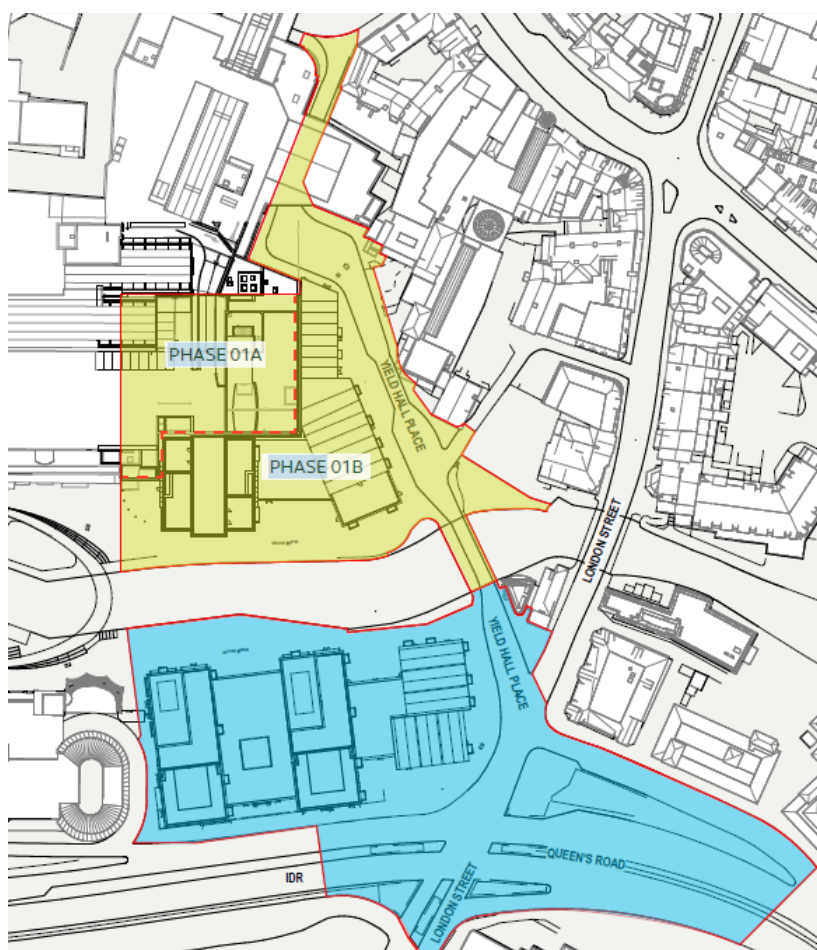 PHASE 01A
YIELD HALL PLACE
PHASE 01B
LONDON STREET
YIELD HALL PLACE
QUEEN'S ROAD
IDR
LONDON STREET